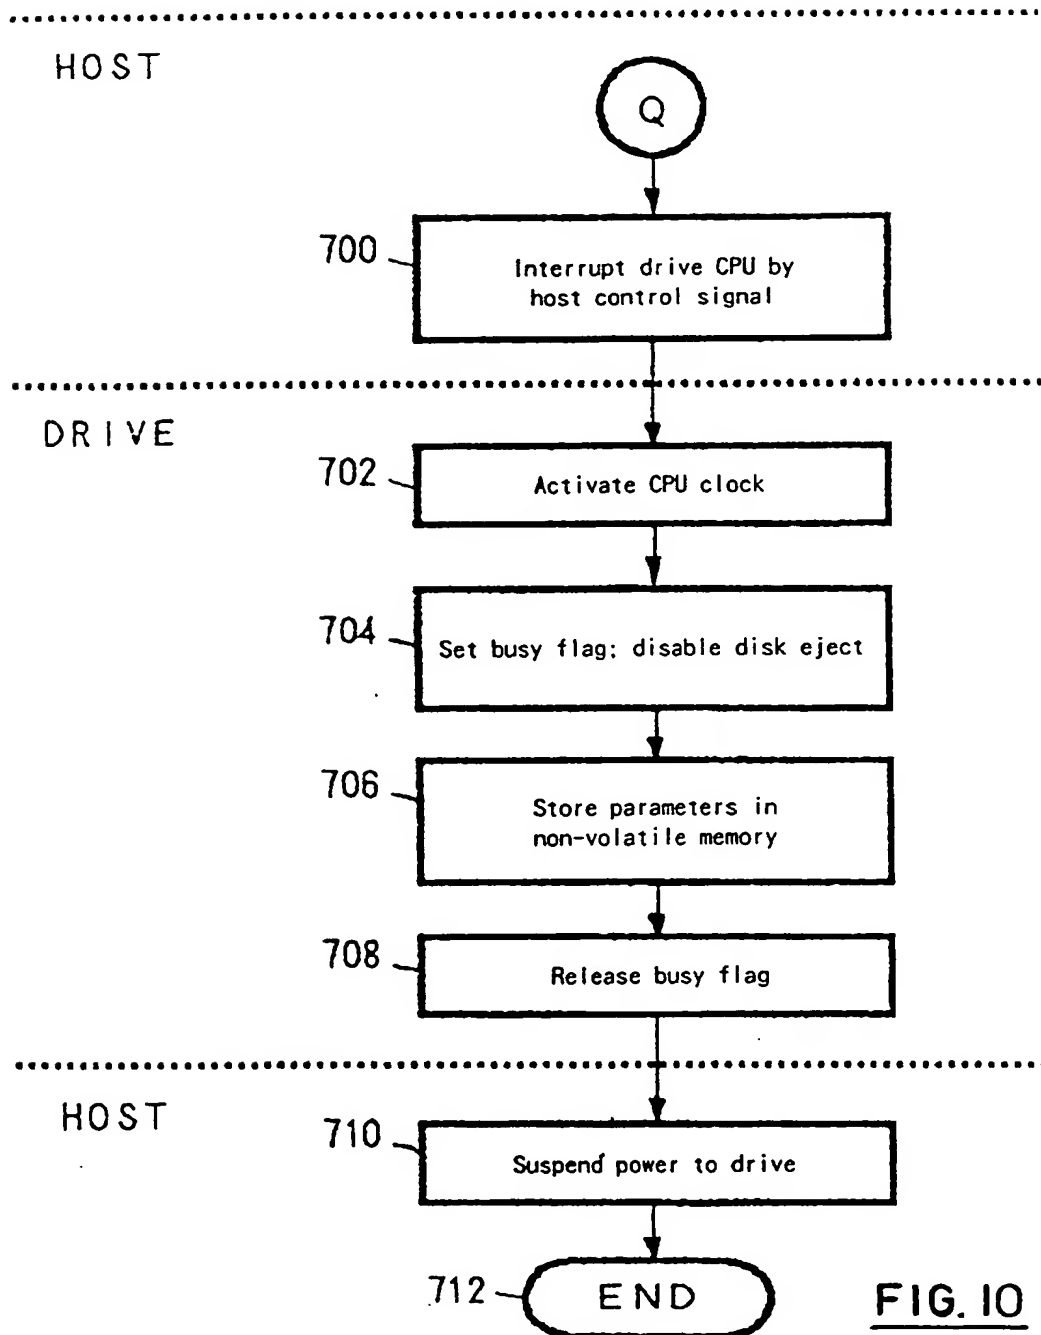 HOST
Q
700
Interrupt drive CPU by
host control signal
DRIVE
702
Activate CPU clock
704
Set busy flag; disable disk eject
706
Store parameters in
non-volatile memory
708
Release busy flag
HOST
710
Suspend power to drive
712
END
FIG. 10